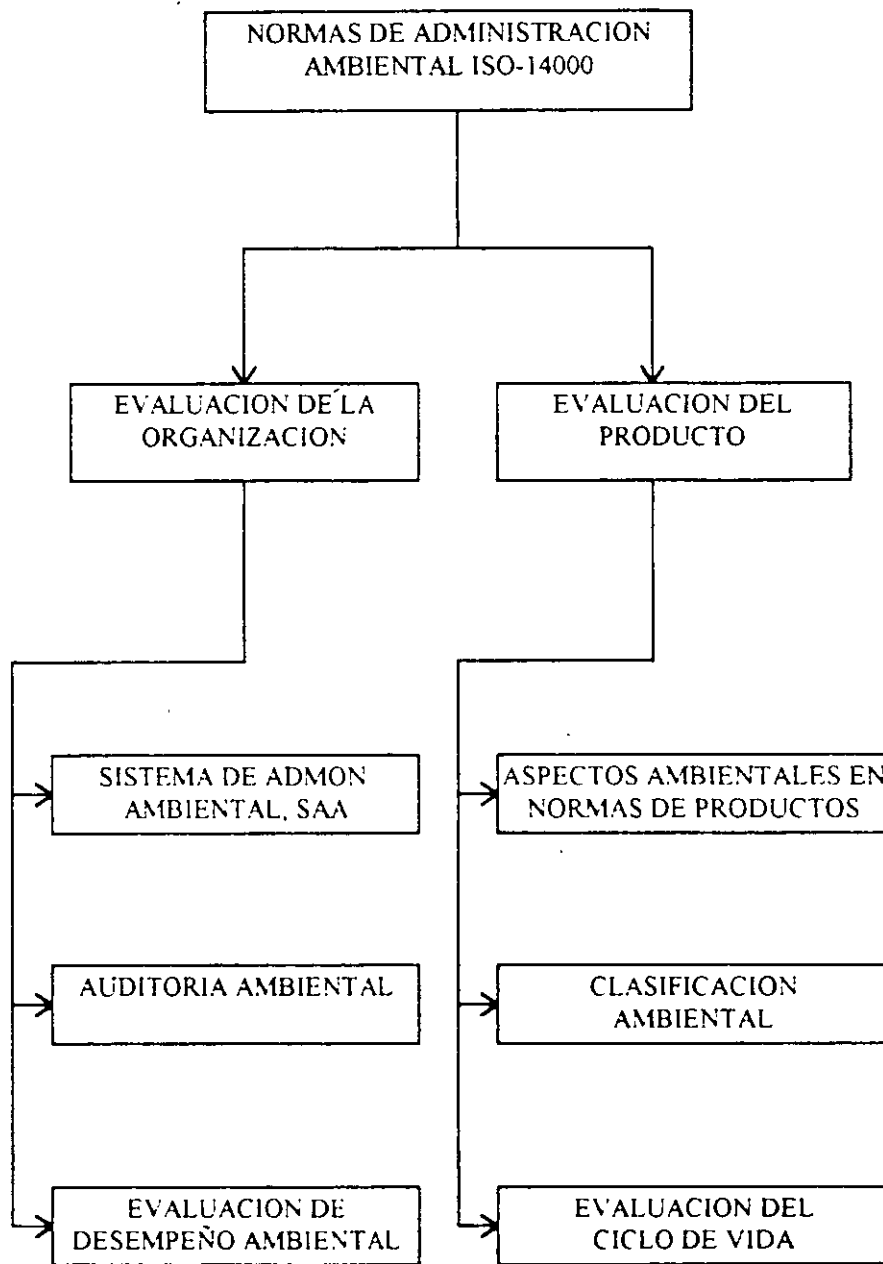 NORMAS DE ADMINISTRACION
AMBIENTAL ISO-14000
EVALUACION DE LA
ORGANIZACION
EVALUACION DEL
PRODUCTO
SISTEMA DE ADMON
AMBIENTAL, SAA
ASPECTOS AMBIENTALES EN
NORMAS DE PRODUCTOS
AUDITORIA AMBIENTAL
CLASIFICACION
AMBIENTAL
EVALUACION DE
DESEMPEÑO AMBIENTAL
EVALUACION DEL
CICLO DE VIDA